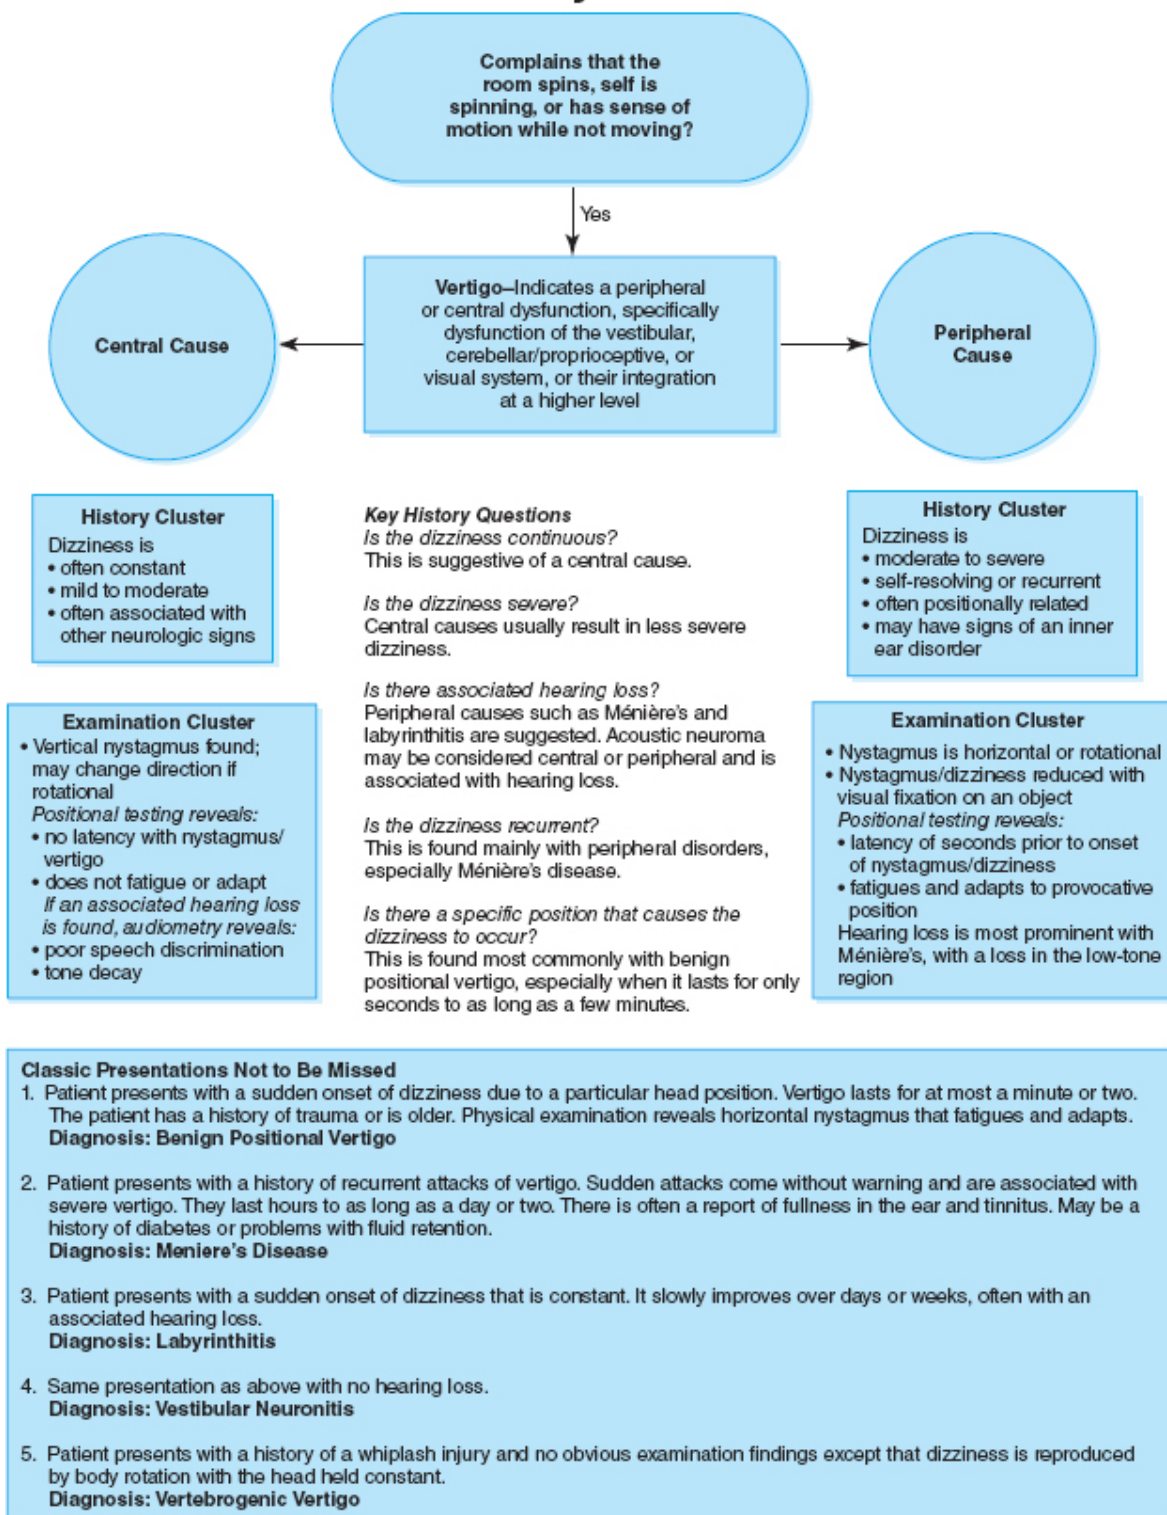 Complains that the
room spins, self is
spinning, or has sense of
motion while not moving?
Yes
Central Cause
Vertigo–Indicates a peripheral
or central dysfunction, specifically
dysfunction of the vestibular,
cerebellar/proprioceptive, or
visual system, or their integration
at a higher level
Peripheral
Cause
History Cluster
Dizziness is
• often constant
• mild to moderate
• often associated with
other neurologic signs
Examination Cluster
• Vertical nystagmus found;
may change direction if
rotational
Positional testing reveals:
• no latency with nystagmus/
vertigo
• does not fatigue or adapt
If an associated hearing loss
is found, audiometry reveals:
• poor speech discrimination
• tone decay
Key History Questions
Is the dizziness continuous?
This is suggestive of a central cause.
Is the dizziness severe?
Central causes usually result in less severe
dizziness.
Is there associated hearing loss?
Peripheral causes such as Ménière's and
labyrinthitis are suggested. Acoustic neuroma
may be considered central or peripheral and is
associated with hearing loss.
Is the dizziness recurrent?
This is found mainly with peripheral disorders,
especially Ménière's disease.
Is there a specific position that causes the
dizziness to occur?
This is found most commonly with benign
positional vertigo, especially when it lasts for only
seconds to as long as a few minutes.
History Cluster
Dizziness is
• moderate to severe
• self-resolving or recurrent
• often positionally related
• may have signs of an inner
ear disorder
Examination Cluster
• Nystagmus is horizontal or rotational
• Nystagmus/dizziness reduced with
visual fixation on an object
Positional testing reveals:
• latency of seconds prior to onset
of nystagmus/dizziness
• fatigues and adapts to provocative
position
Hearing loss is most prominent with
Ménière's, with a loss in the low-tone
region
Classic Presentations Not to Be Missed
1. Patient presents with a sudden onset of dizziness due to a particular head position. Vertigo lasts for at most a minute or two.
The patient has a history of trauma or is older. Physical examination reveals horizontal nystagmus that fatigues and adapts.
Diagnosis: Benign Positional Vertigo
2. Patient presents with a history of recurrent attacks of vertigo. Sudden attacks come without warning and are associated with
severe vertigo. They last hours to as long as a day or two. There is often a report of fullness in the ear and tinnitus. May be a
history of diabetes or problems with fluid retention.
Diagnosis: Meniere's Disease
3. Patient presents with a sudden onset of dizziness that is constant. It slowly improves over days or weeks, often with an
associated hearing loss.
Diagnosis: Labyrinthitis
4. Same presentation as above with no hearing loss.
Diagnosis: Vestibular Neuronitis
5. Patient presents with a history of a whiplash injury and no obvious examination findings except that dizziness is reproduced
by body rotation with the head held constant.
Diagnosis: Vertebrogenic Vertigo